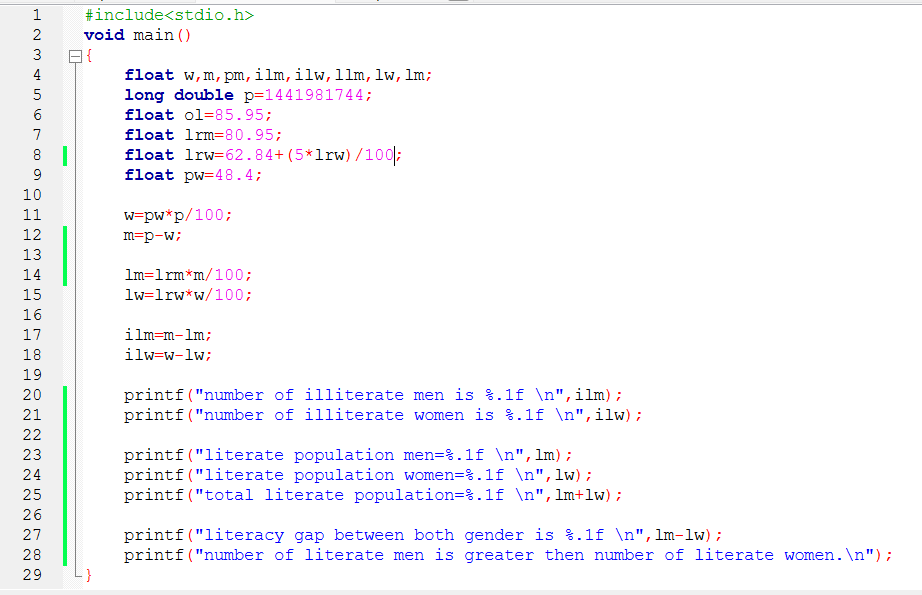 1 #include<stdio.h>
2 void main()
3 {
4 float w,m,pm,ilm,ilw,llm,lw,lm;
5 long double p=1441981744;
6 float ol=85.95;
7 float lrm=80.95;
8 float lrw=62.84+(5*lrw)/100;
9 float pw=48.4;
10
11 w=pw*p/100;
12 m=p-w;
13
14 lm=lrm*m/100;
15 lw=lrw*w/100;
16
17 ilm=m-lm;
18 ilw=w-lw;
19
20 printf("number of illiterate men is %.1f \n",ilm);
21 printf("number of illiterate women is %.1f \n",ilw);
22
23 printf("literate population men=%.1f \n",lm);
24 printf("literate population women=%.1f \n",lw);
25 printf("total literate population=%.1f \n",lm+lw);
26
27 printf("literacy gap between both gender is %.1f \n",lm-lw);
28 printf("number of literate men is greater then number of literate women.\n");
29 }